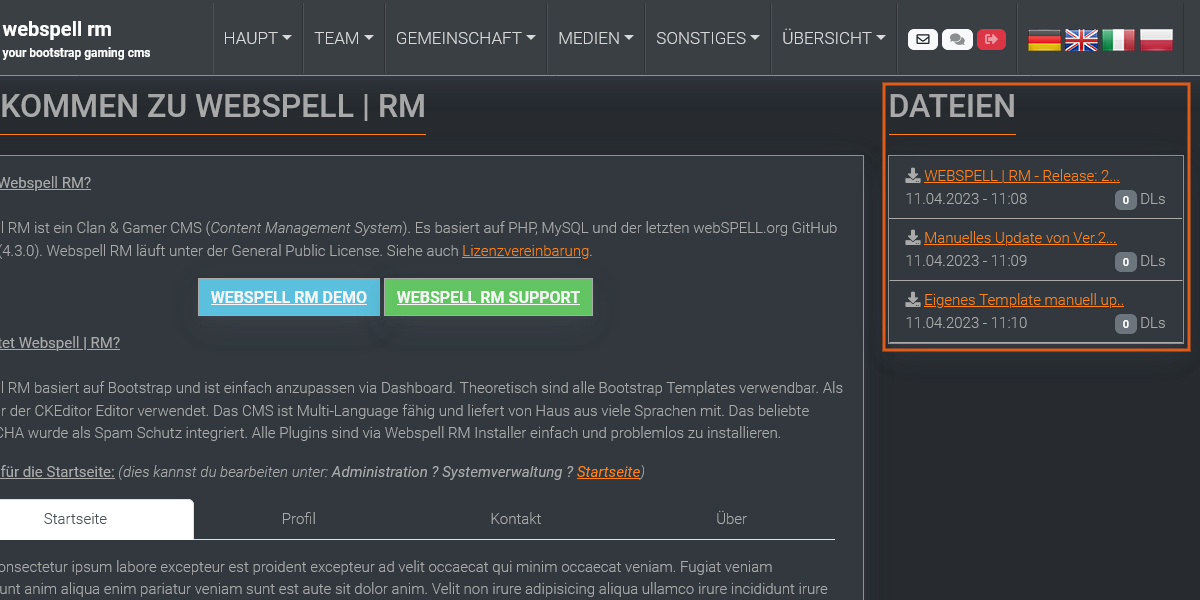 webspell rm
your bootstrap gaming cms
HAUPT
TEAM
GEMEINSCHAFT
MEDIEN
SONSTIGES
ÜBERSICHT
KOMMEN ZU WEBSPELL | RM
Webspell RM?
l RM ist ein Clan & Gamer CMS (Content Management System). Es basiert auf PHP, MySQL und der letzten webSPELL.org GitHub
(4.3.0). Webspell RM läuft unter der General Public License. Siehe auch Lizenzvereinbarung.
WEBSPELL RM DEMO
WEBSPELL RM SUPPORT
tet Webspell | RM?
l RM basiert auf Bootstrap und ist einfach anzupassen via Dashboard. Theoretisch sind alle Bootstrap Templates verwendbar. Als
r der CKEditor Editor verwendet. Das CMS ist Multi-Language fähig und liefert von Haus aus viele Sprachen mit. Das beliebte
CHA wurde als Spam Schutz integriert. Alle Plugins sind via Webspell RM Installer einfach und problemlos zu installieren.
für die Startseite: (dies kannst du bearbeiten unter: Administration ? Systemverwaltung ? Startseite)
Startseite
Profil
Kontakt
Über
onsectetur ipsum labore excepteur est proident excepteur ad velit occaecat qui minim occaecat veniam. Fugiat veniam
unt anim aliqua enim pariatur veniam sunt est aute sit dolor anim. Velit non irure adipisicing aliqua ullamco irure incididunt irure
DATEIEN
WEBSPELL | RM - Release: 2...
11.04.2023 - 11:08
0 DLs
Manuelles Update von Ver.2...
11.04.2023 - 11:09
0 DLs
Eigenes Template manuell up..
11.04.2023 - 11:10
0 DLs